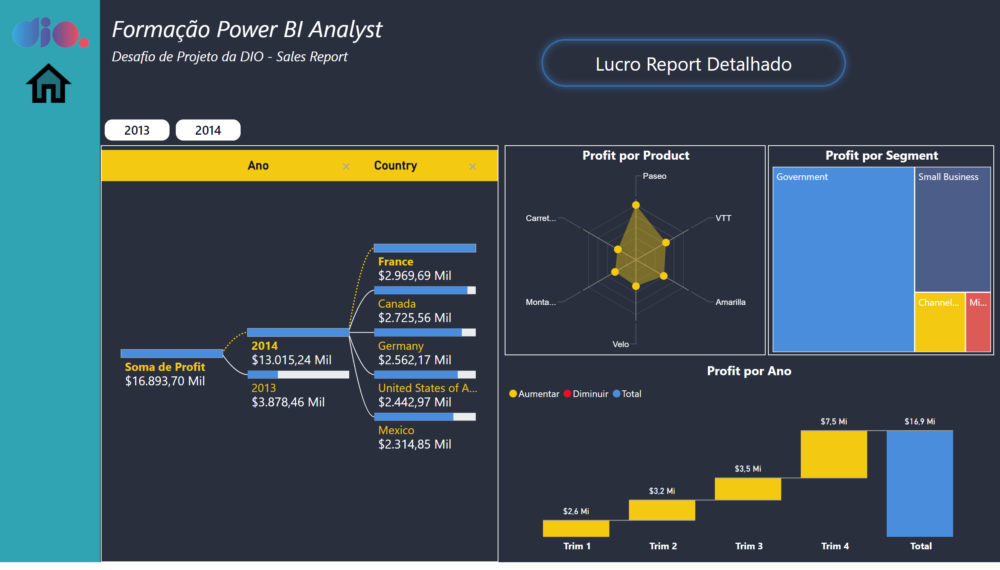 dio.
Formação Power BI Analyst
Desafio de Projeto da DIO - Sales Report
Lucro Report Detalhado
2013
2014
Ano
Country
Soma de Profit
$16.893,70 Mil
2014
$13.015,24 Mil
2013
$3.878,46 Mil
France
$2.969,69 Mil
Canada
$2.725,56 Mil
Germany
$2.562,17 Mil
United States of A...
$2.442,97 Mil
Mexico
$2.314,85 Mil
Profit por Product
Paseo
VTT
Amarilla
Velo
Monta...
Carret...
Profit por Segment
Government
Small Business
Channel...
Mi...
Profit por Ano
Aumentar
Diminuir
Total
$2,6 Mi
$3,2 Mi
$3,5 Mi
$7,5 Mi
$16,9 Mi
Trim 1
Trim 2
Trim 3
Trim 4
Total